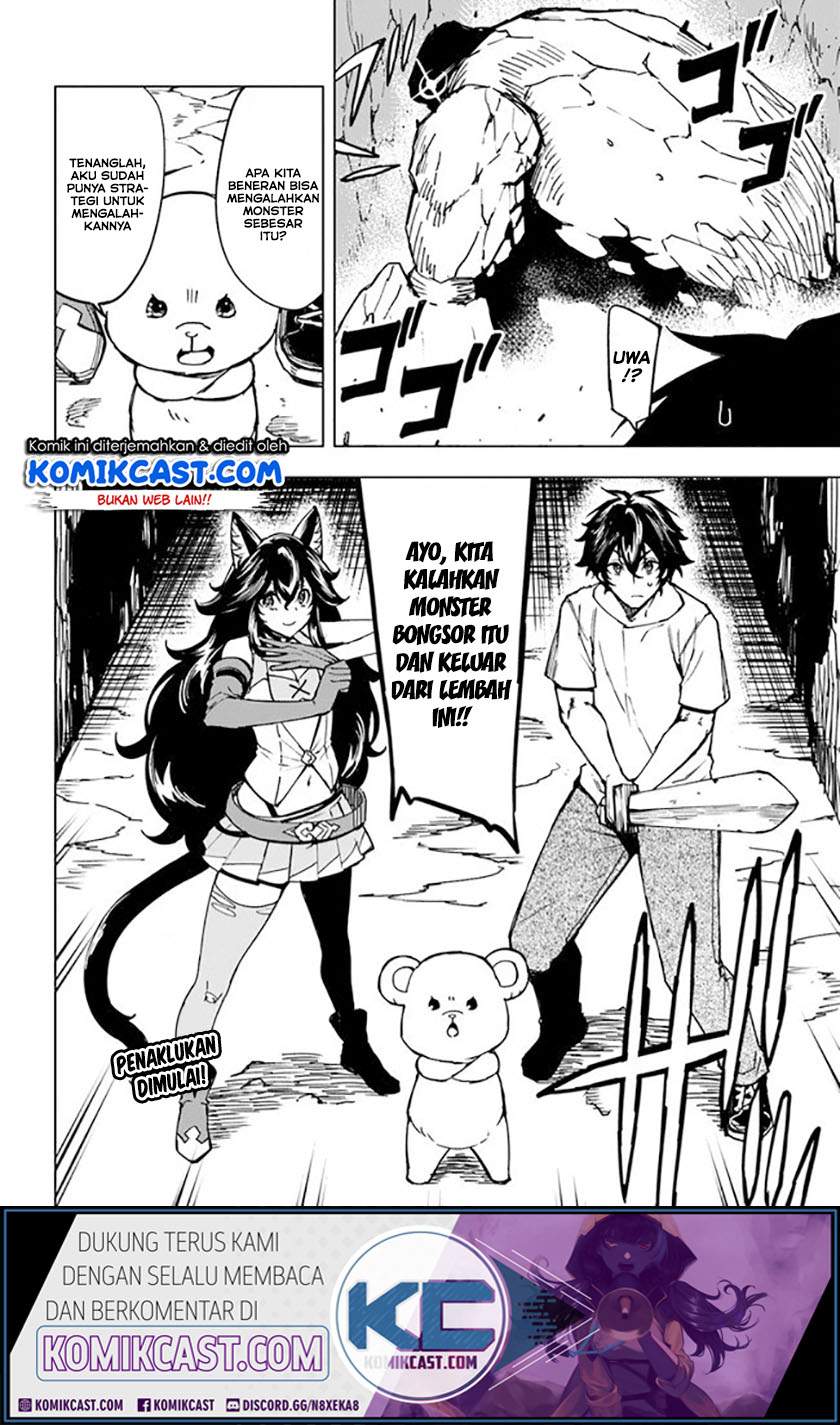 ゴゴ
ゴゴ
UWA
!?
APA KITA
BENERAN BISA
MENGALAHKAN
MONSTER
SEBESAR
ITU?
TENANGLAH,
AKU SUDAH
PUNYA STRA-
TEGI UNTUK
MENGALAH-
KANNYA
Komik ini diterjemahkan & diedit oleh
KOMIKCAST.COM
BUKAN WEB LAIN!!
AYO, KITA
KALAHKAN
MONSTER
BONGSOR ITU
DAN KELUAR
DARI LEMBAH
INI!!
PENAKLUKAN
DIMULAI!
DUKUNG TERUS KAMI
DENGAN SELALU MEMBACA
DAN BERKOMENTAR DI
KOMIKCAST.COM
KC
KOMIKCAST.COM
KOMIKCAST.COM KOMIKCAST DISCORD.GG/N8XEKA8